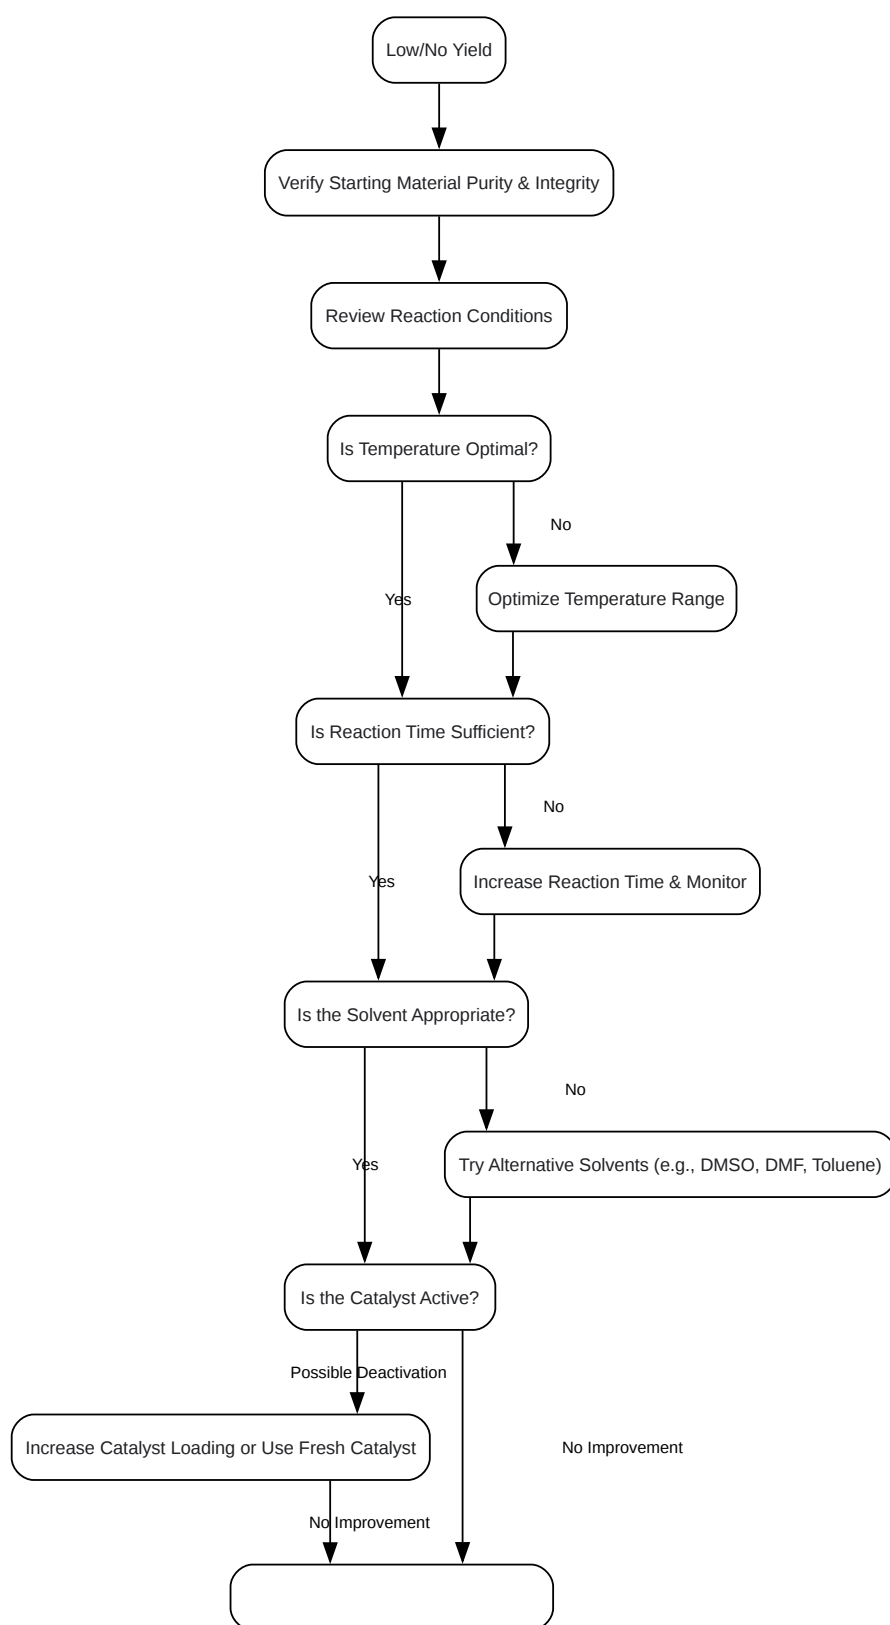 Low/No Yield
Verify Starting Material Purity & Integrity
Review Reaction Conditions
Is Temperature Optimal?
No
Yes
Optimize Temperature Range
Is Reaction Time Sufficient?
No
Yes
Increase Reaction Time & Monitor
Is the Solvent Appropriate?
No
Yes
Try Alternative Solvents (e.g., DMSO, DMF, Toluene)
Is the Catalyst Active?
Possible Deactivation
Increase Catalyst Loading or Use Fresh Catalyst
No Improvement
No Improvement